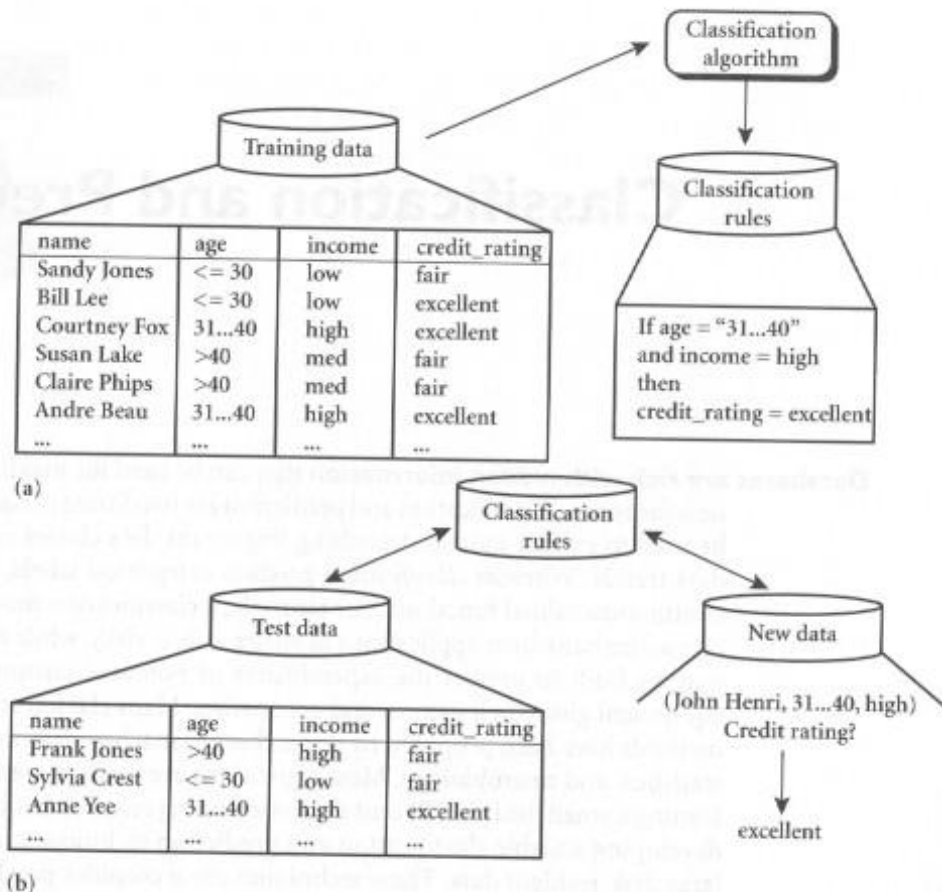 Classification
algorithm
Training data
Classification
rules
name age income credit_rating
Sandy Jones <= 30 low fair
Bill Lee <= 30 low excellent
Courtney Fox 31...40 high excellent
Susan Lake >40 med fair
Claire Phips >40 med fair
Andre Beau 31...40 high excellent
... ... ... ...
If age = “31...40”
and income = high
then
credit_rating = excellent
(a)
Classification
rules
Test data
New data
name age income credit_rating
Frank Jones >40 high fair
Sylvia Crest <= 30 low fair
Anne Yee 31...40 high excellent
... ... ... ...
(John Henri, 31...40, high)
Credit rating?
excellent
(b)